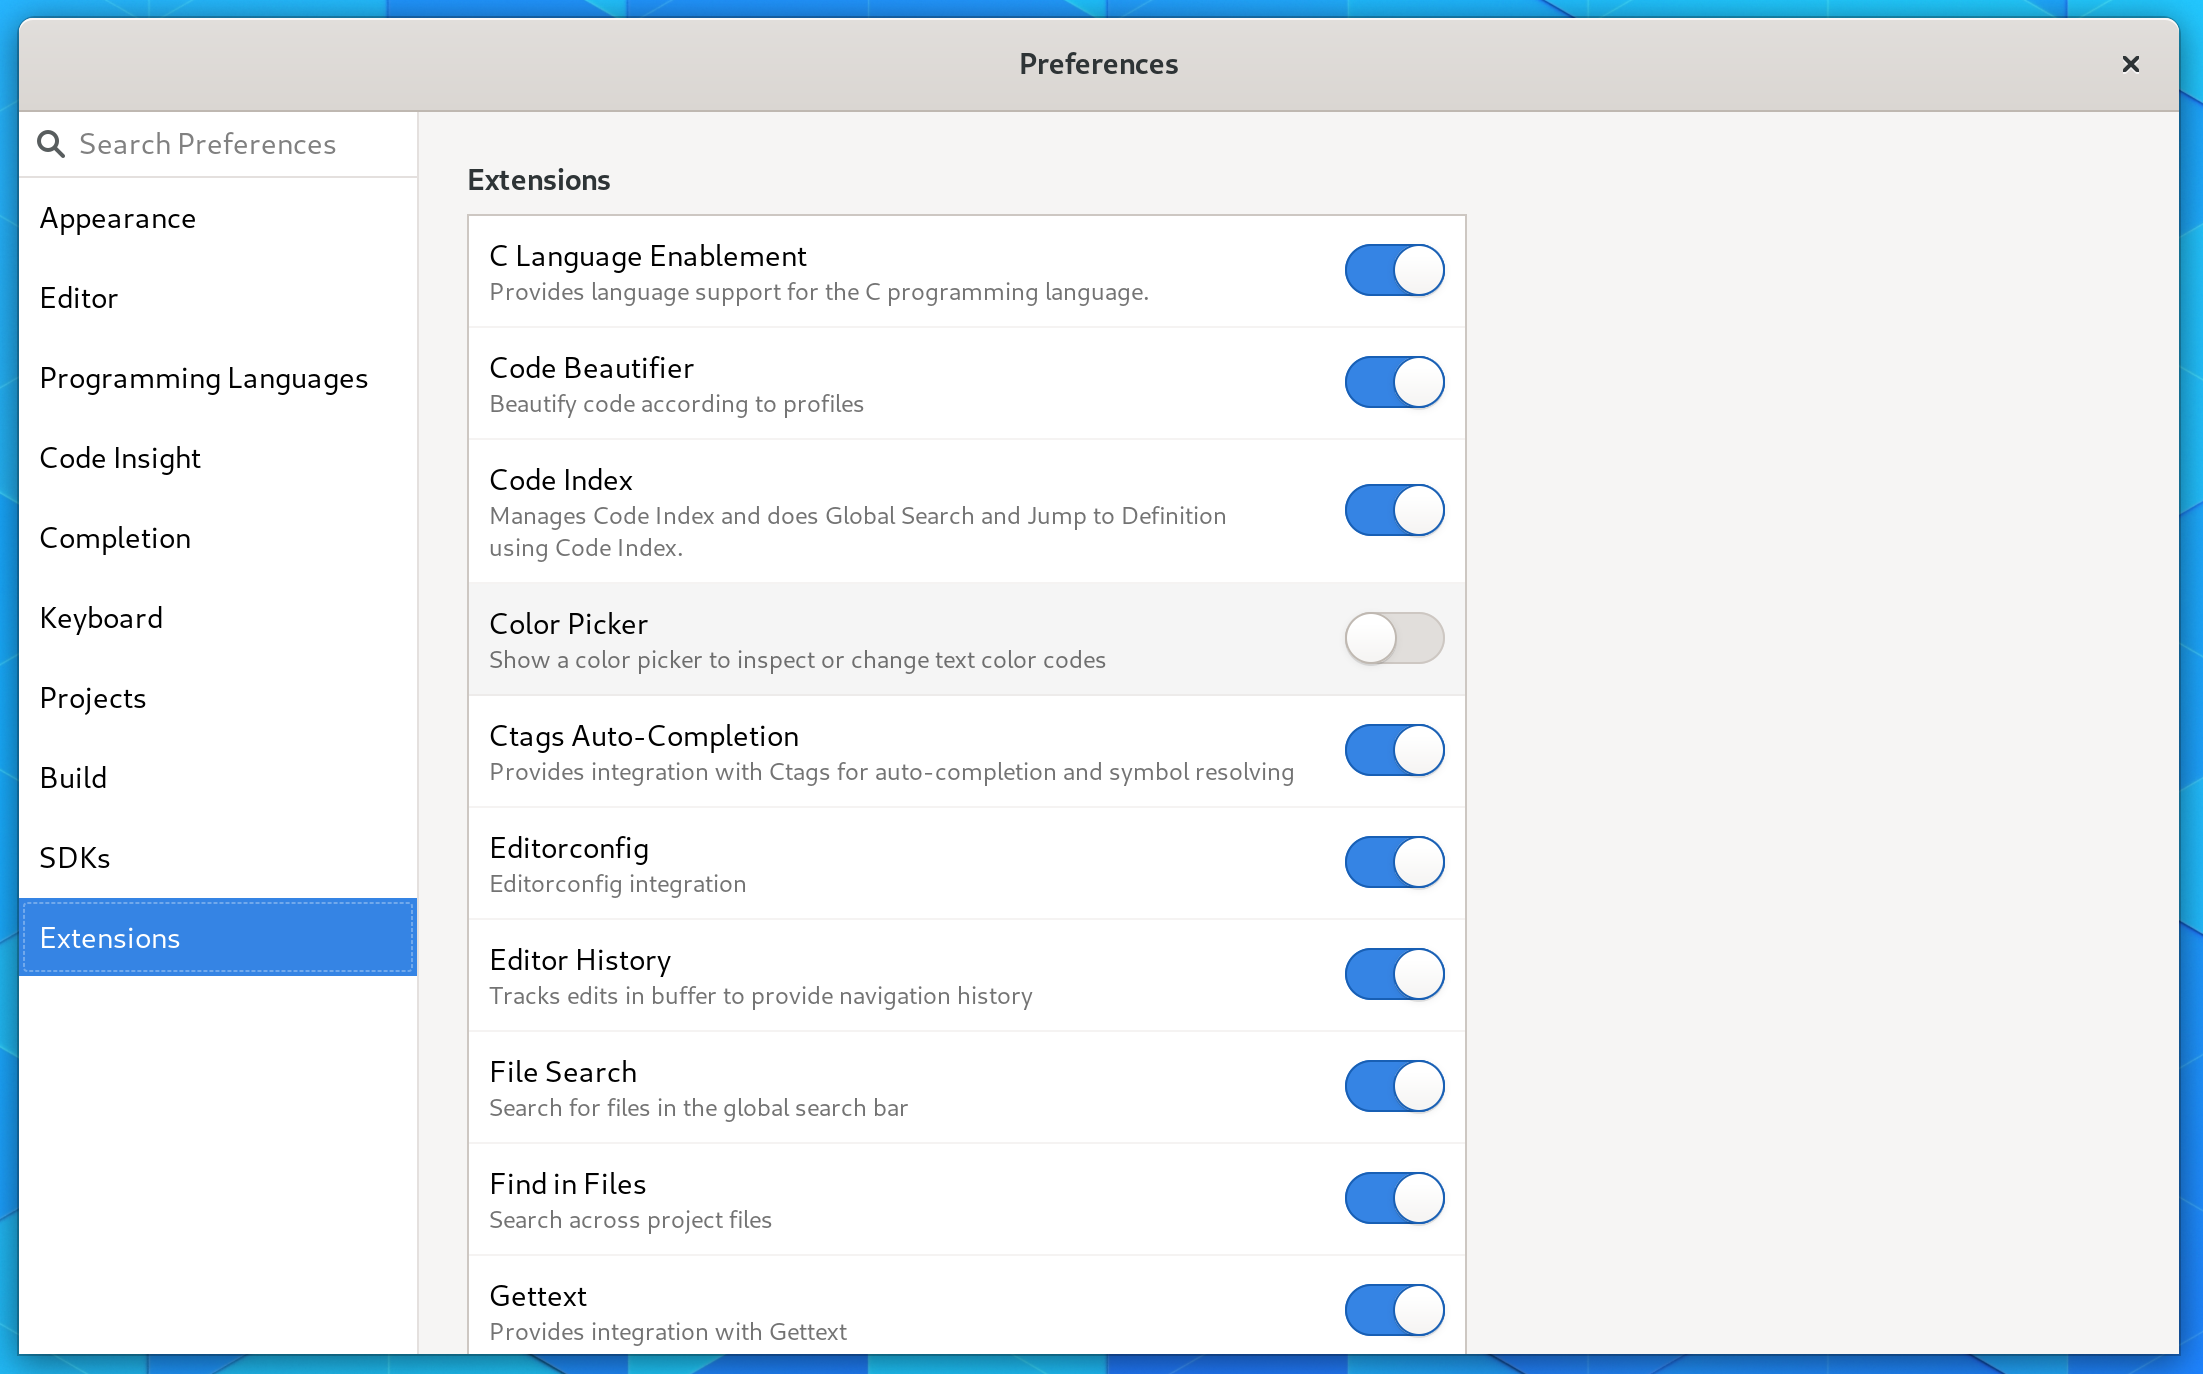 Preferences
Search Preferences
Appearance
Editor
Programming Languages
Code Insight
Completion
Keyboard
Projects
Build
SDKs
Extensions
Extensions
C Language Enablement
Provides language support for the C programming language.
Code Beautifier
Beautify code according to profiles
Code Index
Manages Code Index and does Global Search and Jump to Definition
using Code Index.
Color Picker
Show a color picker to inspect or change text color codes
Ctags Auto-Completion
Provides integration with Ctags for auto-completion and symbol resolving
Editorconfig
Editorconfig integration
Editor History
Tracks edits in buffer to provide navigation history
File Search
Search for files in the global search bar
Find in Files
Search across project files
Gettext
Provides integration with Gettext